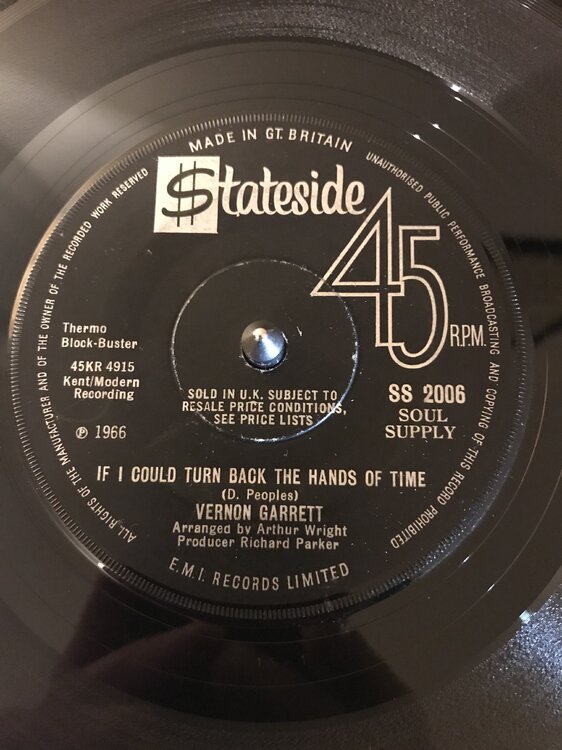 MADE IN GT. BRITAIN
UNAUTHORISED PUBLIC PERFORMANCE BROADCASTING AND COPYING OF THIS RECORD PROHIBITED
ALL RIGHTS OF THE MANUFACTURER AND OF THE OWNER OF THE RECORDED WORK RESERVED
$tateside
45
R.P.M.
Thermo
Block-Buster
45KR 4915
Kent/Modern
Recording
℗ 1966
SOLD IN U.K. SUBJECT TO
RESALE PRICE CONDITIONS,
SEE PRICE LISTS
SS 2006
SOUL
SUPPLY
IF I COULD TURN BACK THE HANDS OF TIME
(D. Peoples)
VERNON GARRETT
Arranged by Arthur Wright
Producer Richard Parker
E.M.I. RECORDS LIMITED